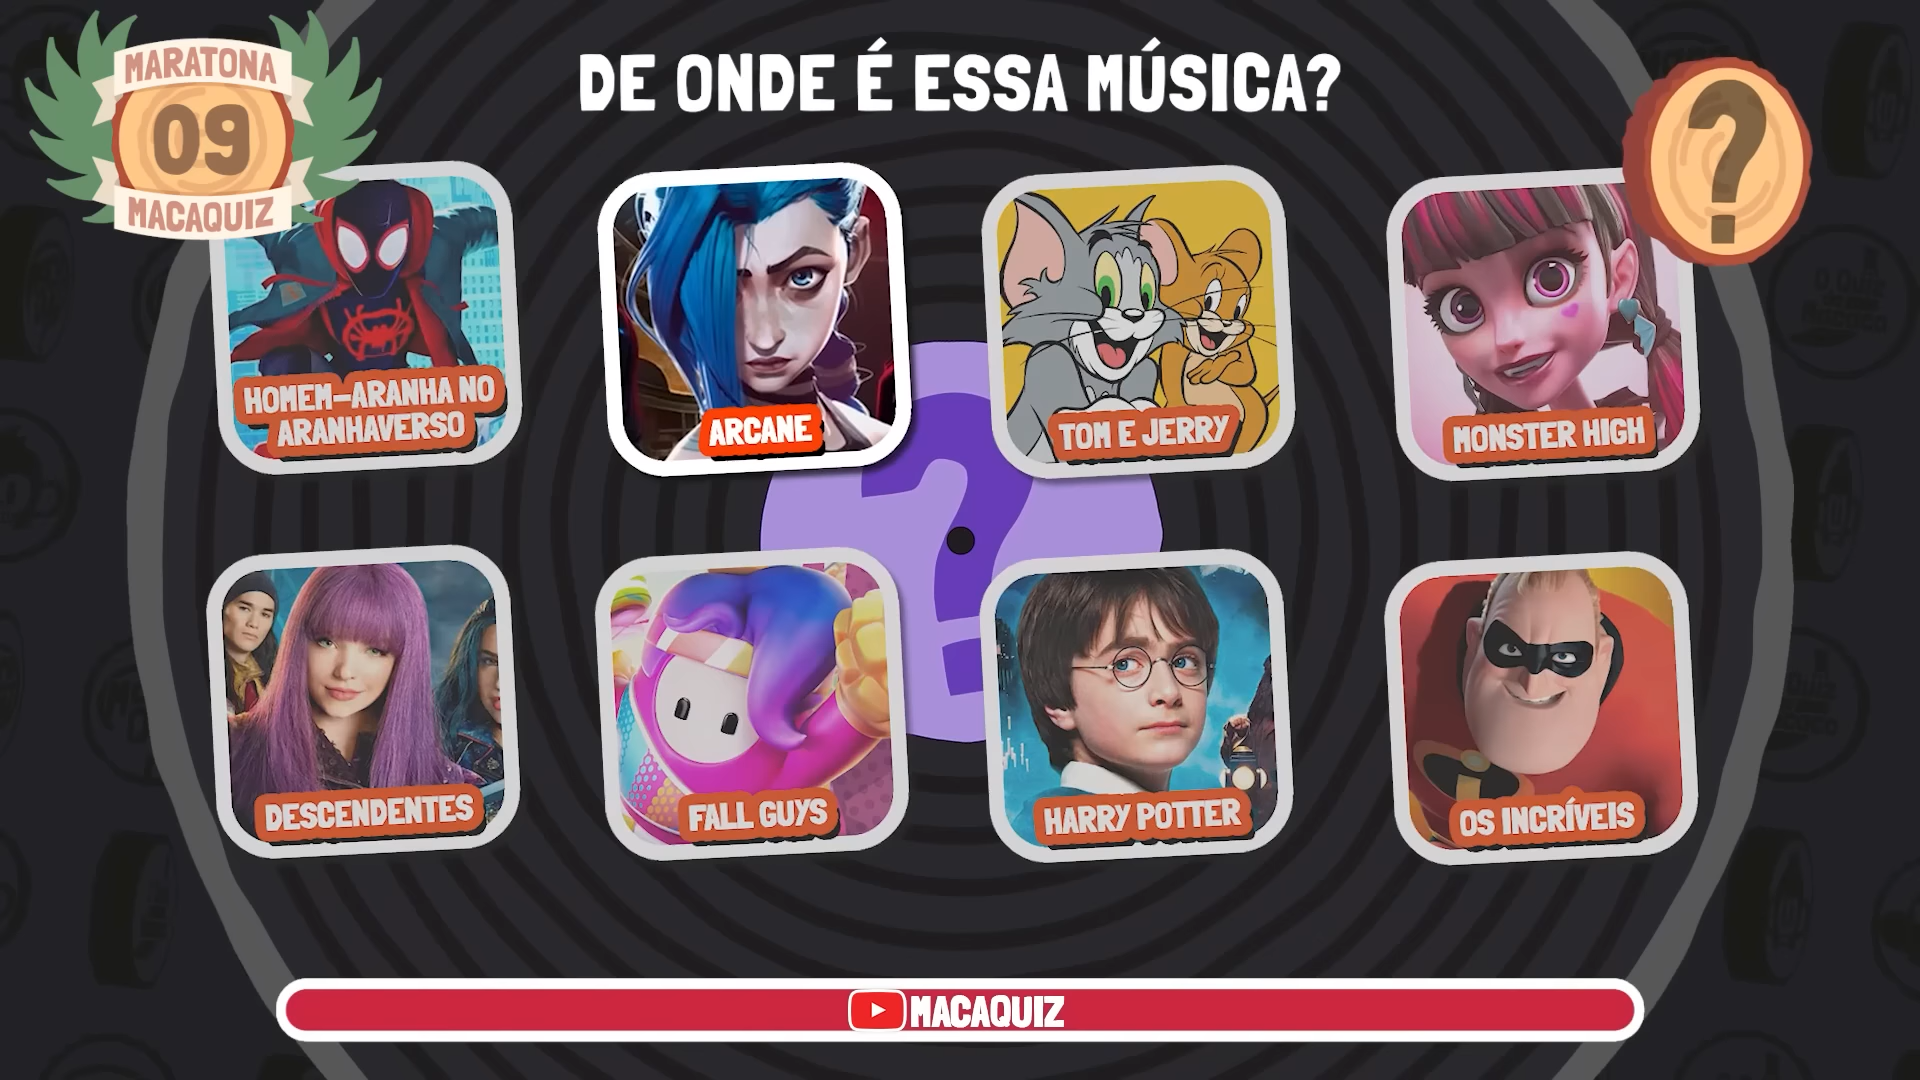 MARATONA
09
MACAQUIZ
DE ONDE É ESSA MÚSICA?
?
HOMEM-ARANHA NO
ARANHAVERSO
ARCANE
TOM E JERRY
MONSTER HIGH
?
DESCENDENTES
FALL GUYS
HARRY POTTER
OS INCRÍVEIS
MACAQUIZ